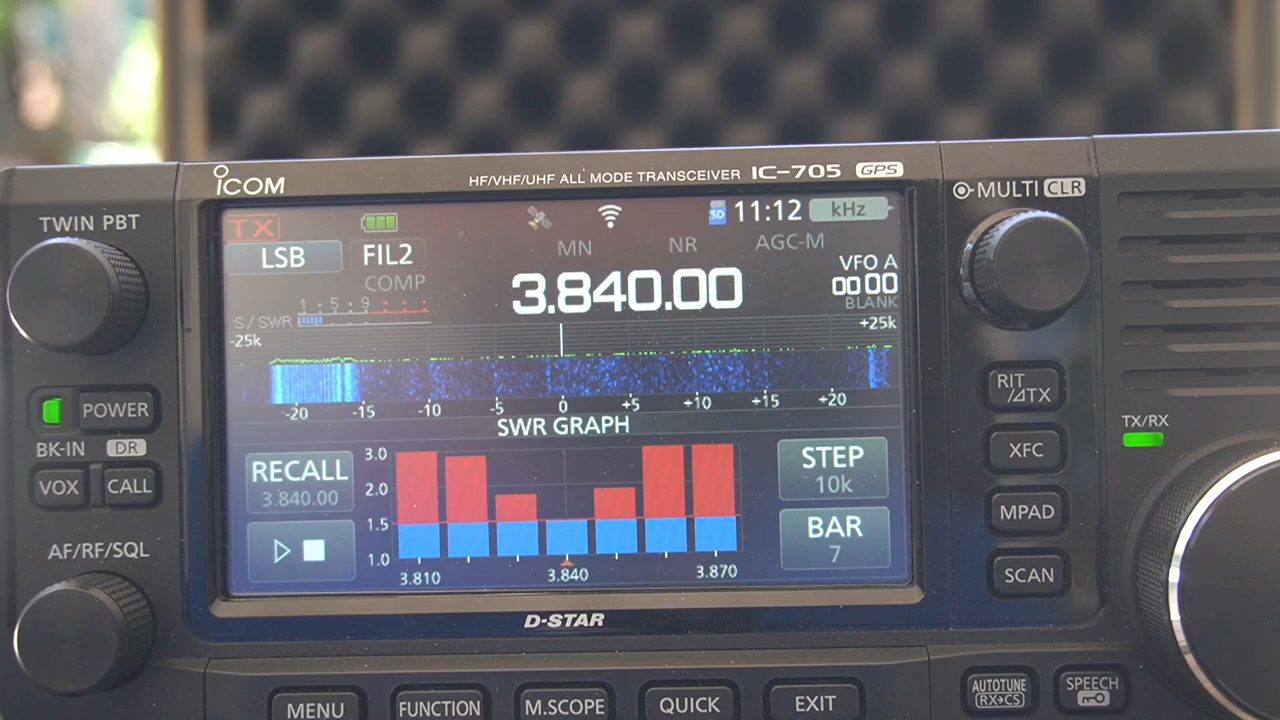 ICOM
HF/VHF/UHF ALL MODE TRANSCEIVER IC-705 GPS
TWIN PBT
MULTI CLR
TX
SD
11:12
kHz
LSB
FIL2
MN
NR
AGC-M
COMP
3.840.00
VFO A
00 00
BLANK
1 · 5 · 9
S/SWR
-25k
+25k
-20 -15 -10 -5 0 +5 +10 +15 +20
SWR GRAPH
RECALL
3.840.00
3.0
2.0
1.5
1.0
3.810 3.840 3.870
STEP
10k
BAR
7
POWER
BK-IN
DR
VOX
CALL
AF/RF/SQL
RIT
/⊿TX
XFC
MPAD
SCAN
TX/RX
D-STAR
MENU
FUNCTION
M.SCOPE
QUICK
EXIT
AUTOTUNE
RX→CS
SPEECH